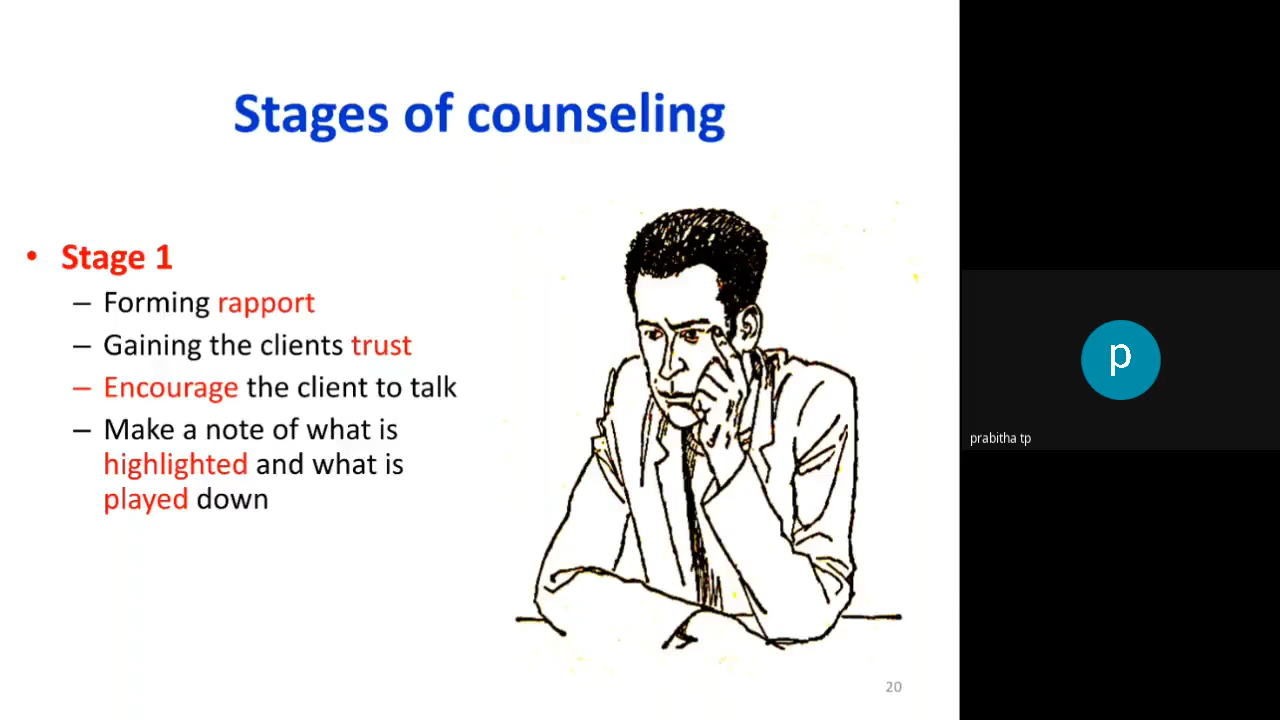 Stages of counseling
• Stage 1
– Forming rapport
– Gaining the clients trust
– Encourage the client to talk
– Make a note of what is
highlighted and what is
played down
20
p
prabitha tp